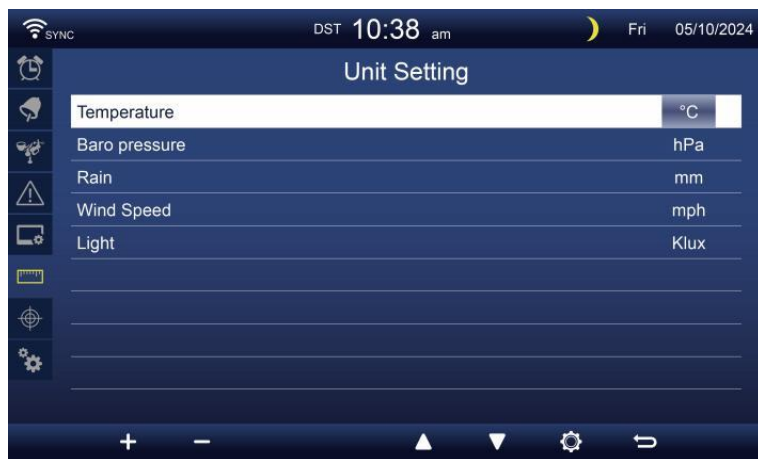 SYNC DST 10:38 am Fri 05/10/2024
Unit Setting
Temperature °C
Baro pressure hPa
Rain mm
Wind Speed mph
Light Klux